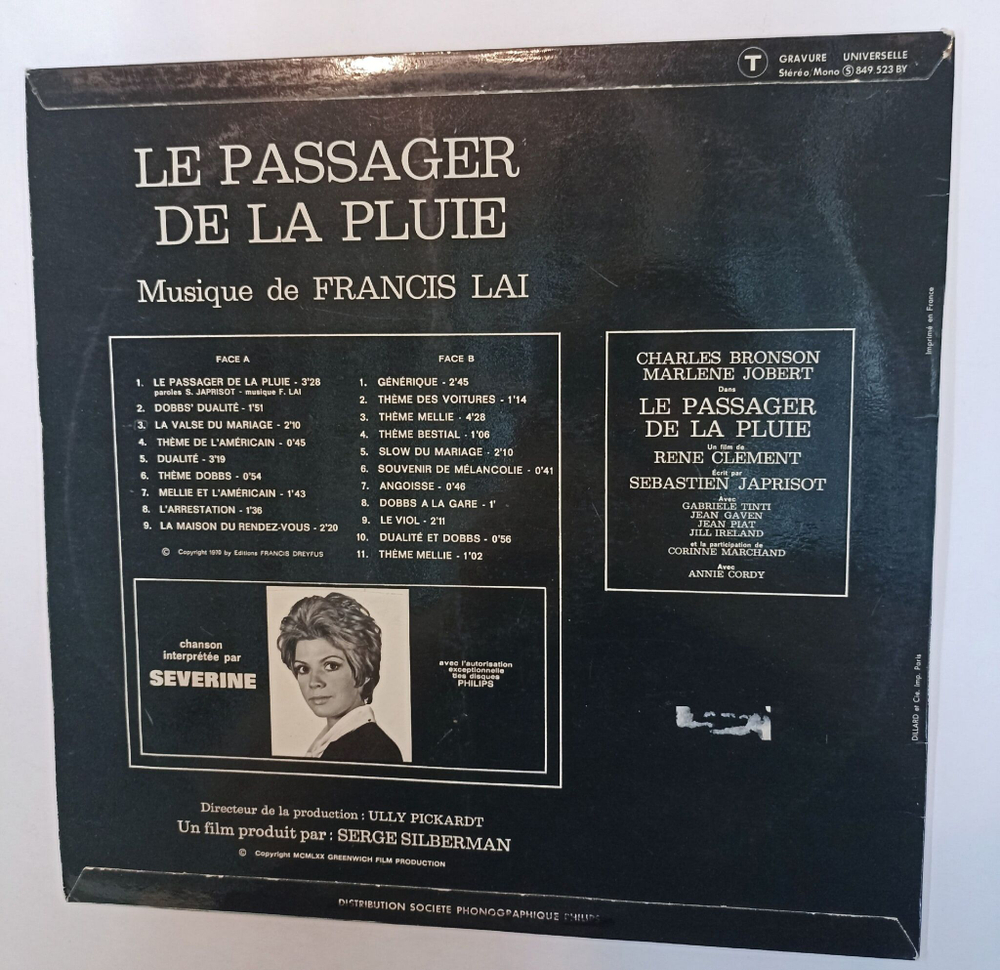 T GRAVURE UNIVERSELLE
Stéréo/Mono Ⓢ 849.523 BY
LE PASSAGER
DE LA PLUIE
Musique de FRANCIS LAI
FACE A
1. LE PASSAGER DE LA PLUIE - 3'28
paroles S. JAPRISOT - musique F. LAI
2. DOBBS' DUALITÉ - 1'51
3. LA VALSE DU MARIAGE - 2'10
4. THÈME DE L'AMÉRICAIN - 0'45
5. DUALITÉ - 3'19
6. THÈME DOBBS - 0'54
7. MELLIE ET L'AMÉRICAIN - 1'43
8. L'ARRESTATION - 1'36
9. LA MAISON DU RENDEZ-VOUS - 2'20
© Copyright 1970 by Editions FRANCIS DREYFUS
FACE B
1. GÉNÉRIQUE - 2'45
2. THÈME DES VOITURES - 1'14
3. THÈME MELLIE - 4'28
4. THÈME BESTIAL - 1'06
5. SLOW DU MARIAGE - 2'10
6. SOUVENIR DE MÉLANCOLIE - 0'41
7. ANGOISSE - 0'46
8. DOBBS A LA GARE - 1'
9. LE VIOL - 2'11
10. DUALITÉ ET DOBBS - 0'56
11. THÈME MELLIE - 1'02
chanson
interprétée par
SEVERINE
avec l'autorisation
exceptionnelle
des disques
PHILIPS
CHARLES BRONSON
MARLENE JOBERT
Dans
LE PASSAGER
DE LA PLUIE
Un film de
RENE CLEMENT
Écrit par
SEBASTIEN JAPRISOT
Avec
GABRIELE TINTI
JEAN GAVEN
JEAN PIAT
JILL IRELAND
et la participation de
CORINNE MARCHAND
Avec
ANNIE CORDY
Imprimé en France
DILLARD et Cie. Imp. Paris
Directeur de la production : ULLY PICKARDT
Un film produit par : SERGE SILBERMAN
© Copyright MCMLXX GREENWICH FILM PRODUCTION
DISTRIBUTION SOCIETE PHONOGRAPHIQUE PHILIPS